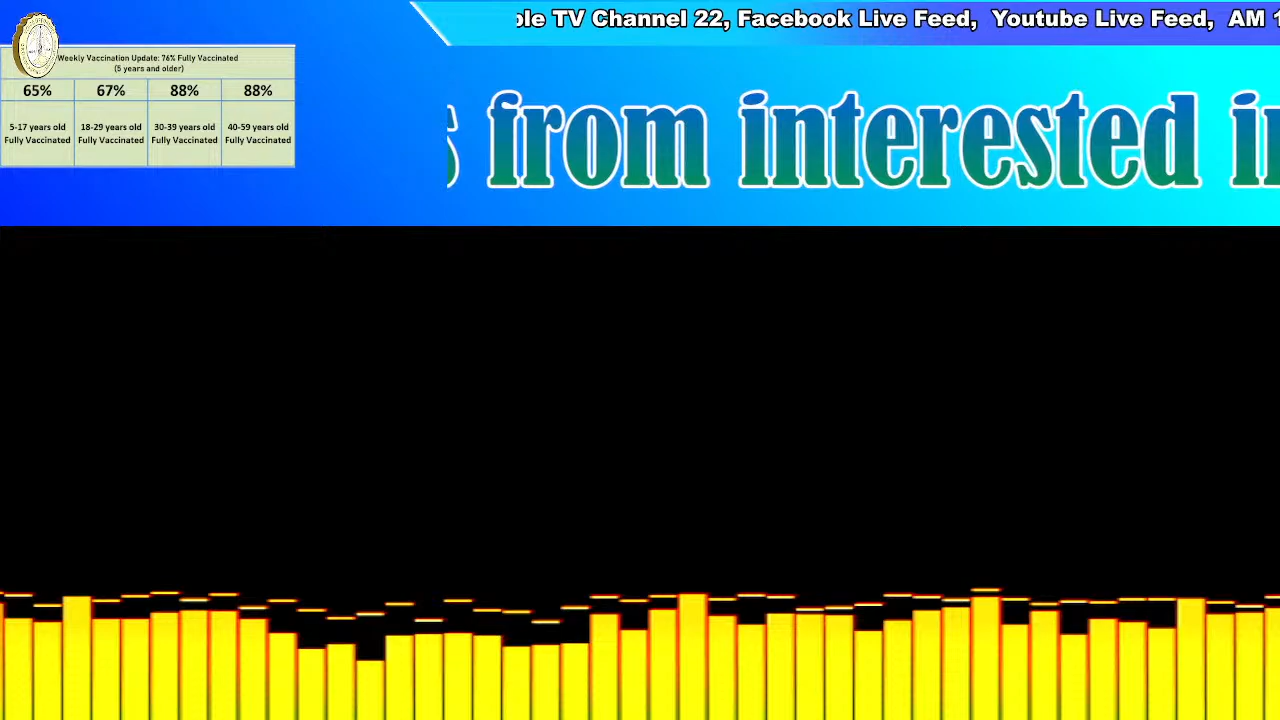 TV Channel 22, Facebook Live Feed, Youtube Live Feed, AM
Weekly Vaccination Update: 76% Fully Vaccinated
(5 years and older)
65% 67% 88% 88%
5-17 years old 18-29 years old 30-39 years old 40-59 years old
Fully Vaccinated Fully Vaccinated Fully Vaccinated Fully Vaccinated
from interested